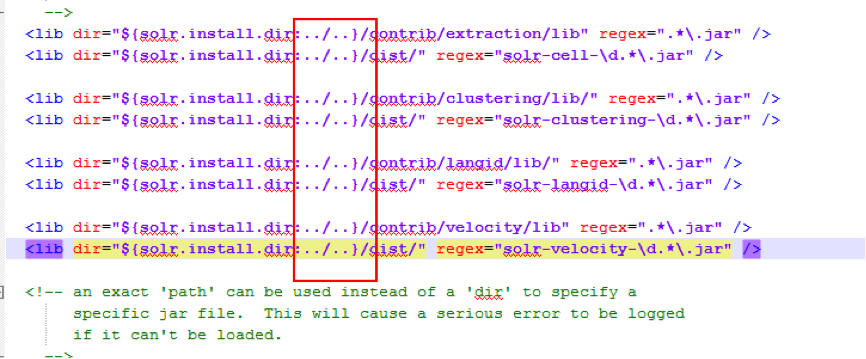 -->
<lib dir="${solr.install.dir:../..}/contrib/extraction/lib" regex=".*\.jar" />
<lib dir="${solr.install.dir:../..}/dist/" regex="solr-cell-\d.*\.jar" />
<lib dir="${solr.install.dir:../..}/contrib/clustering/lib/" regex=".*\.jar" />
<lib dir="${solr.install.dir:../..}/dist/" regex="solr-clustering-\d.*\.jar" />
<lib dir="${solr.install.dir:../..}/contrib/langid/lib/" regex=".*\.jar" />
<lib dir="${solr.install.dir:../..}/dist/" regex="solr-langid-\d.*\.jar" />
<lib dir="${solr.install.dir:../..}/contrib/velocity/lib" regex=".*\.jar" />
<lib dir="${solr.install.dir:../..}/dist/" regex="solr-velocity-\d.*\.jar" />
<!-- an exact 'path' can be used instead of a 'dir' to specify a
specific jar file.  This will cause a serious error to be logged
if it can't be loaded.
-->